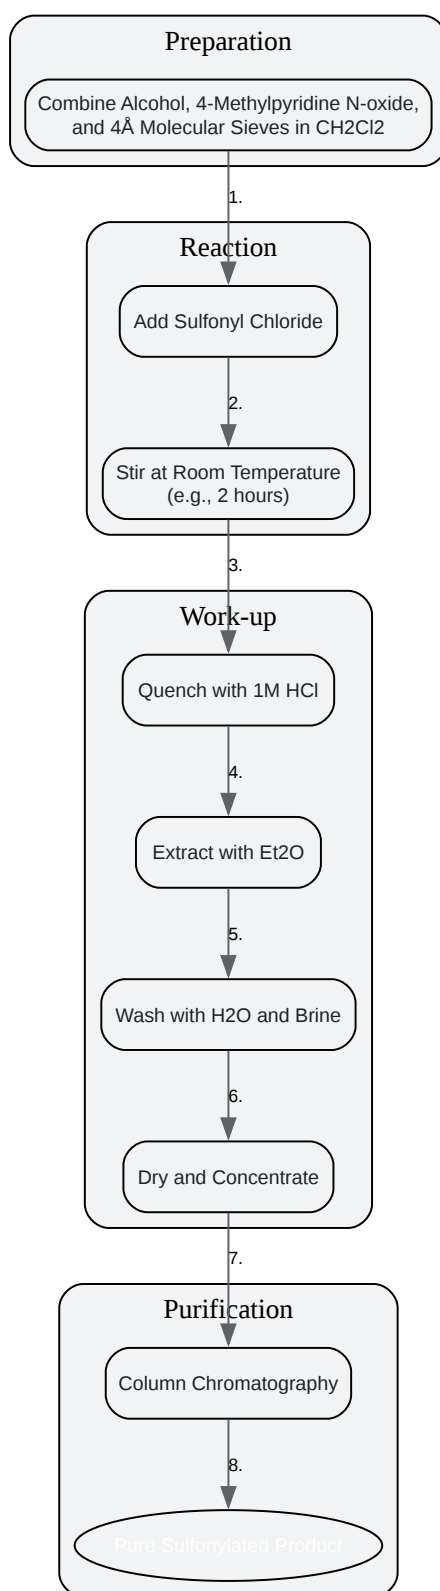 Preparation
Combine Alcohol, 4-Methylpyridine N-oxide,
and 4Å Molecular Sieves in CH2Cl2
1.
Reaction
Add Sulfonyl Chloride
2.
Stir at Room Temperature
(e.g., 2 hours)
3.
Work-up
Quench with 1M HCl
4.
Extract with Et2O
5.
Wash with H2O and Brine
6.
Dry and Concentrate
7.
Purification
Column Chromatography
8.
Pure Sulfonylated Product